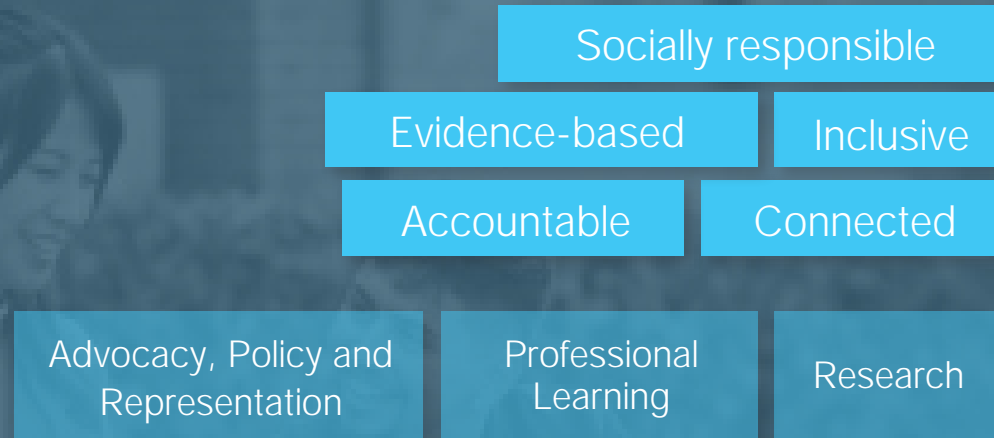 Socially responsible
Evidence-based
Inclusive
Accountable
Connected
Advocacy, Policy and
Representation
Professional
Learning
Research